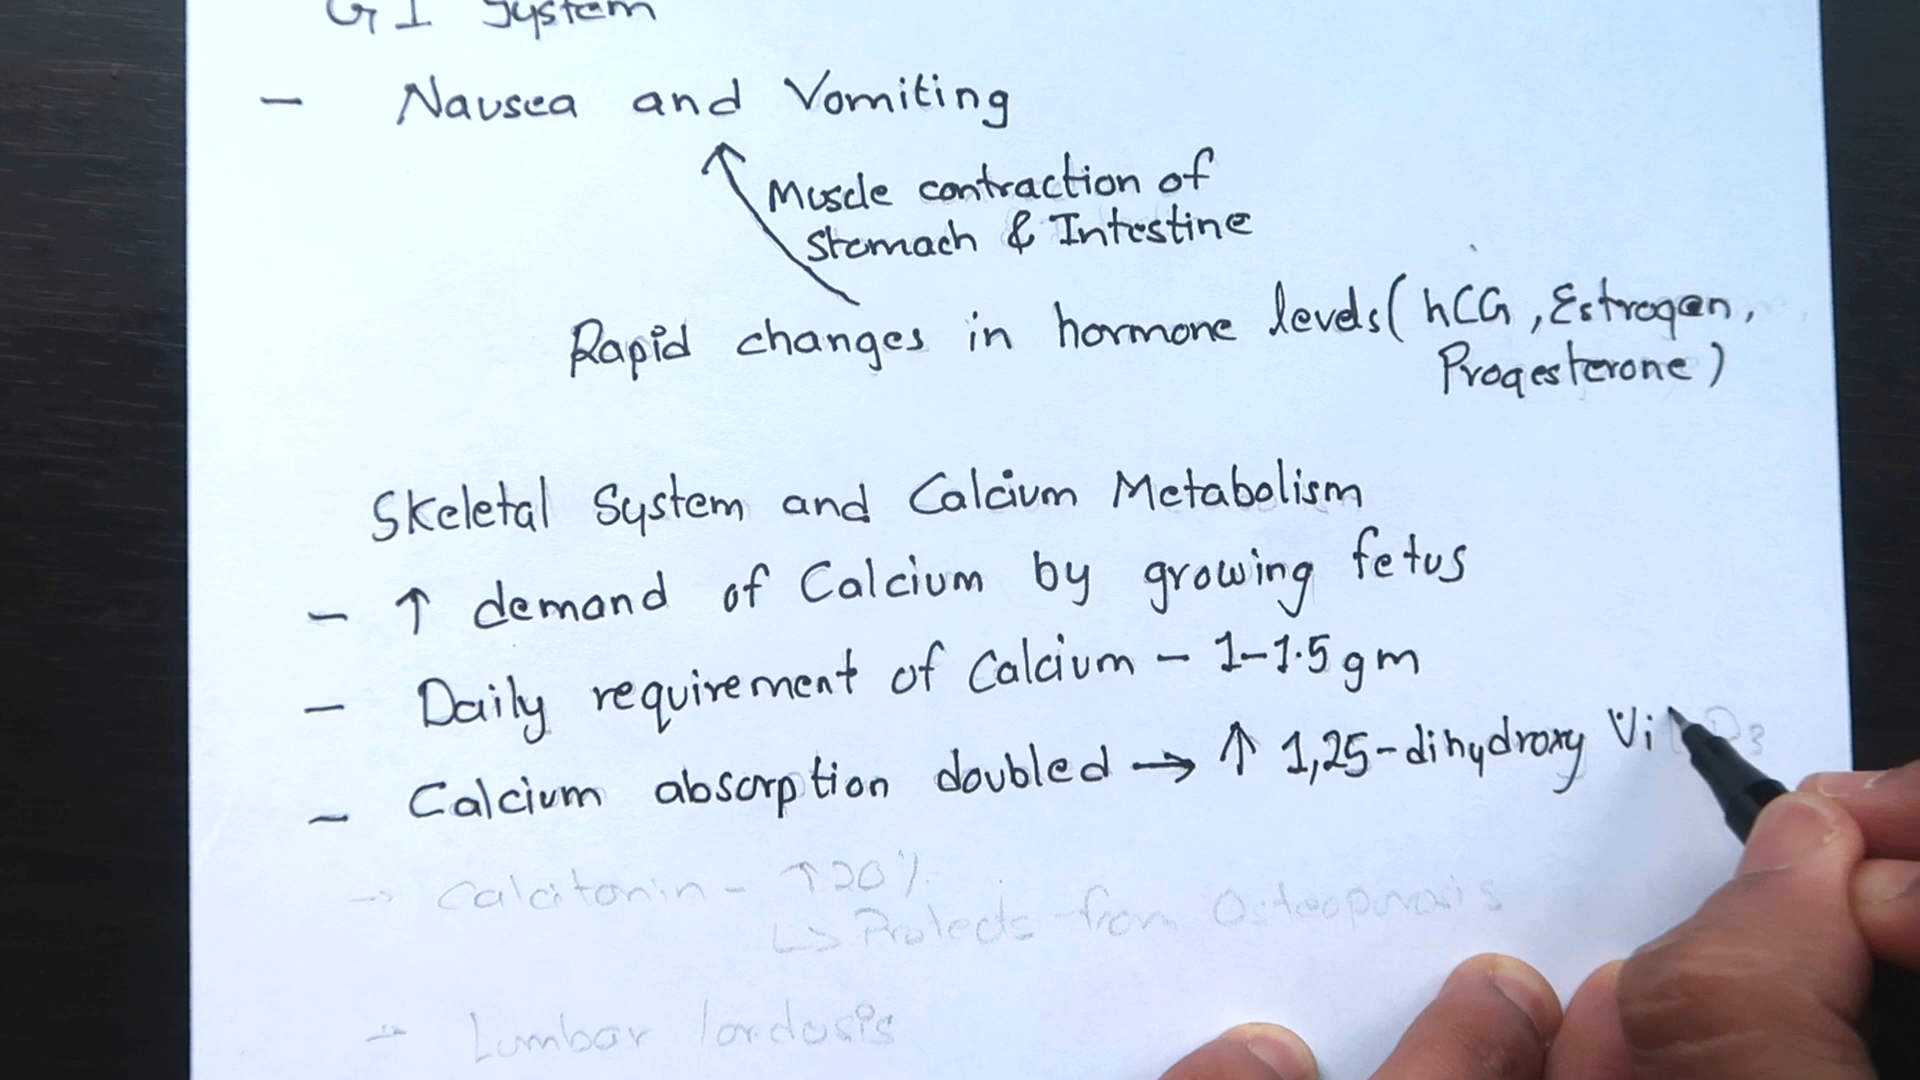 GI System
- Nausea and Vomiting
Muscle contraction of
Stomach & Intestine
Rapid changes in hormone levels (hCG, Estrogen,
Progesterone)
Skeletal System and Calcium Metabolism
- ↑ demand of Calcium by growing fetus
- Daily requirement of Calcium - 1-1.5 gm
- Calcium absorption doubled → ↑ 1,25-dihydroxy Vi D3
→ Calcitonin - ↑20%
↳ Protects from Osteoporosis
→ Lumbar lordosis